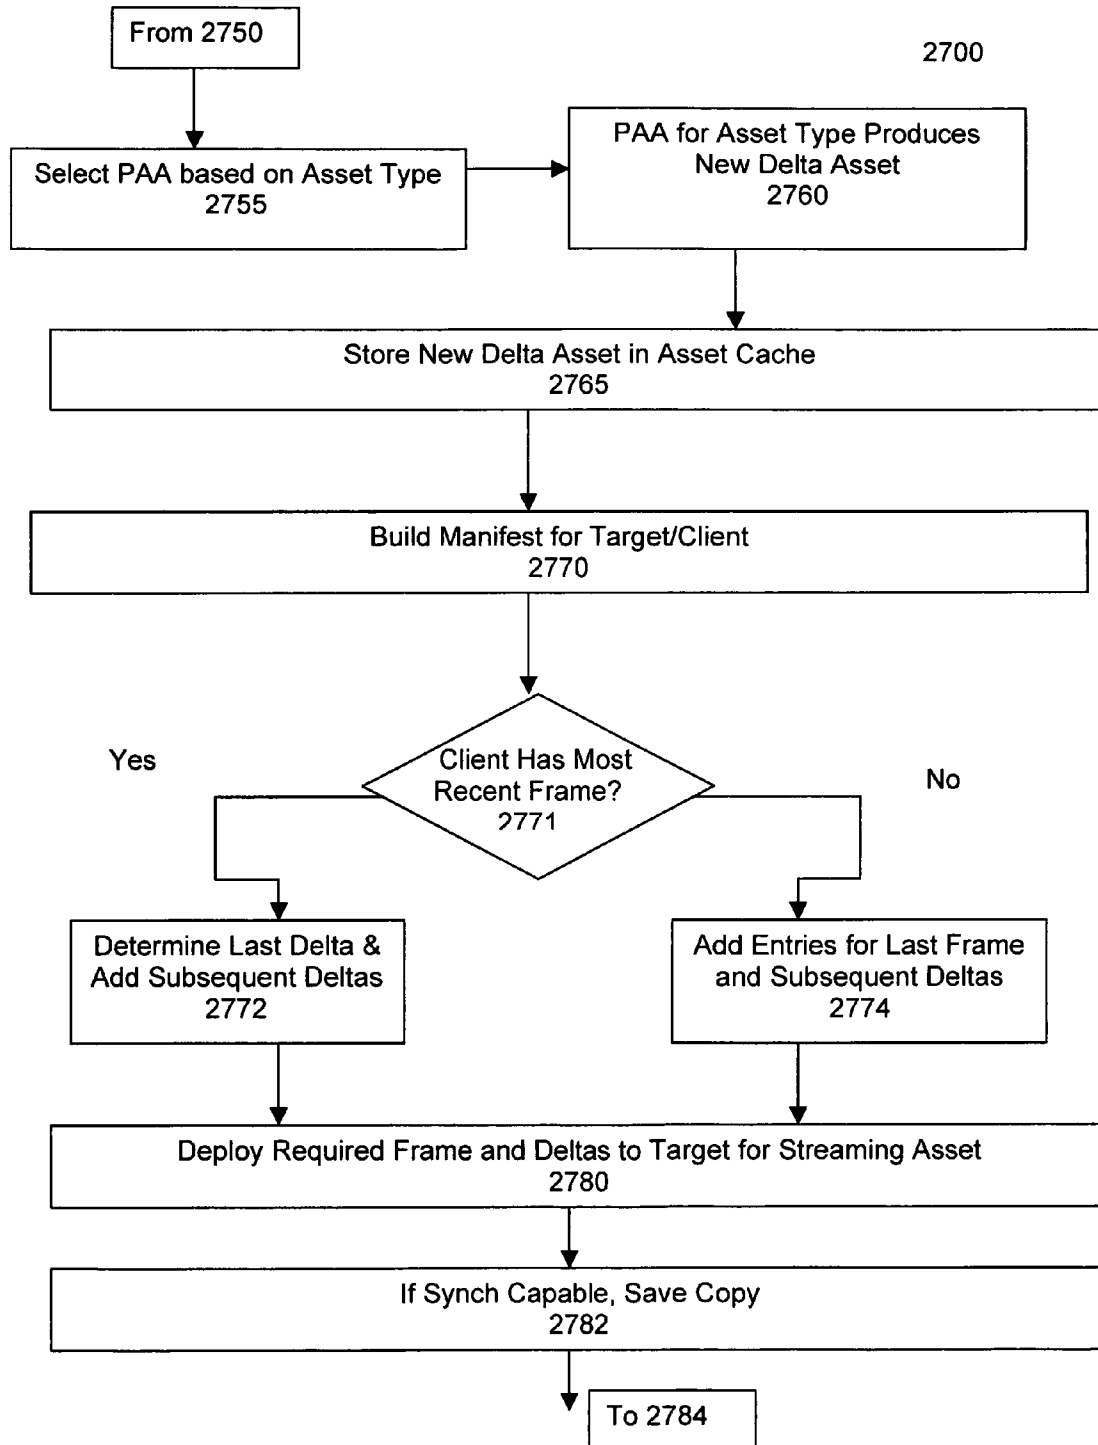 From 2750
2700
Select PAA based on Asset Type
2755
PAA for Asset Type Produces
New Delta Asset
2760
Store New Delta Asset in Asset Cache
2765
Build Manifest for Target/Client
2770
Client Has Most
Recent Frame?
2771
Yes
No
Determine Last Delta &
Add Subsequent Deltas
2772
Add Entries for Last Frame
and Subsequent Deltas
2774
Deploy Required Frame and Deltas to Target for Streaming Asset
2780
If Synch Capable, Save Copy
2782
To 2784